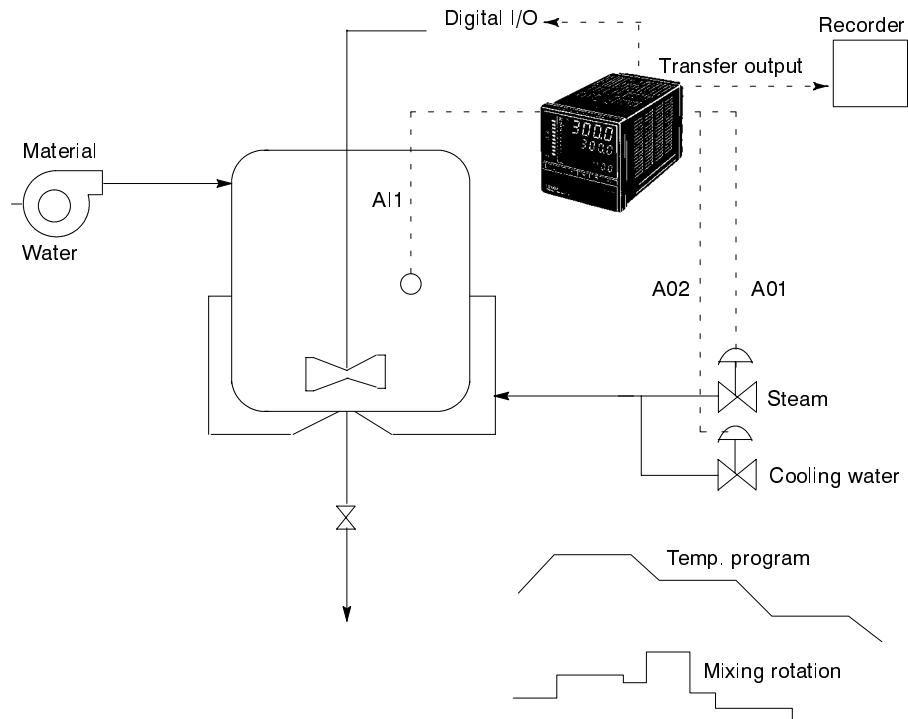 Digital I/O
Recorder
Transfer output
300.0
300.0
Material
AI1
Water
A02
A01
Steam
Cooling water
Temp. program
Mixing rotation